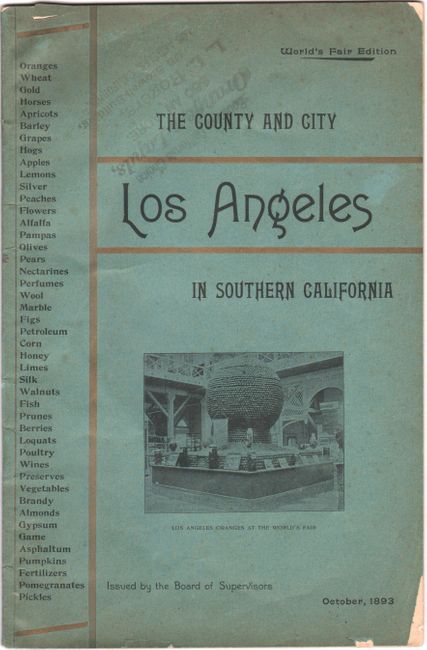 World's Fair Edition
THE COUNTY AND CITY
Los Angeles
IN SOUTHERN CALIFORNIA
LOS ANGELES ORANGES AT THE WORLD'S FAIR
Issued by the Board of Supervisors
October, 1893
Oranges
Wheat
Gold
Horses
Apricots
Barley
Grapes
Hogs
Apples
Lemons
Silver
Peaches
Flowers
Alfalfa
Pampas
Olives
Pears
Nectarines
Perfumes
Wool
Marble
Figs
Petroleum
Corn
Honey
Limes
Silk
Walnuts
Fish
Prunes
Berries
Loquats
Poultry
Wines
Preserves
Vegetables
Brandy
Almonds
Gypsum
Game
Asphaltum
Pumpkins
Fertilizers
Pomegranates
Pickles